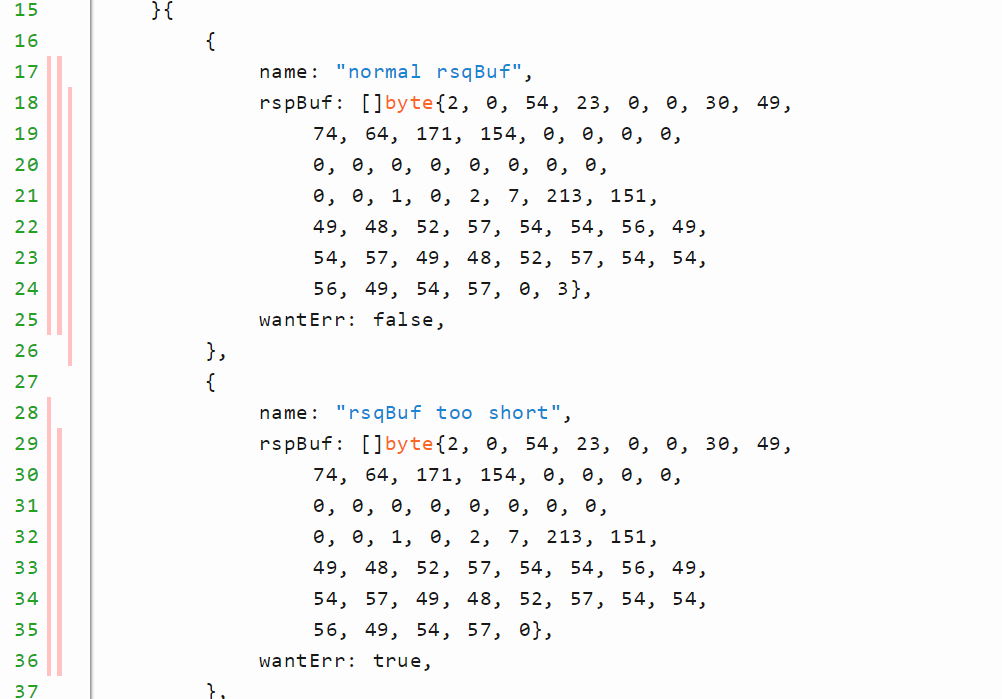 15 }{
16 {
17 name: "normal rsqBuf",
18 rspBuf: []byte{2, 0, 54, 23, 0, 0, 30, 49,
19 74, 64, 171, 154, 0, 0, 0, 0,
20 0, 0, 0, 0, 0, 0, 0, 0,
21 0, 0, 1, 0, 2, 7, 213, 151,
22 49, 48, 52, 57, 54, 54, 56, 49,
23 54, 57, 49, 48, 52, 57, 54, 54,
24 56, 49, 54, 57, 0, 3},
25 wantErr: false,
26 },
27 {
28 name: "rsqBuf too short",
29 rspBuf: []byte{2, 0, 54, 23, 0, 0, 30, 49,
30 74, 64, 171, 154, 0, 0, 0, 0,
31 0, 0, 0, 0, 0, 0, 0, 0,
32 0, 0, 1, 0, 2, 7, 213, 151,
33 49, 48, 52, 57, 54, 54, 56, 49,
34 54, 57, 49, 48, 52, 57, 54, 54,
35 56, 49, 54, 57, 0},
36 wantErr: true,
37 },